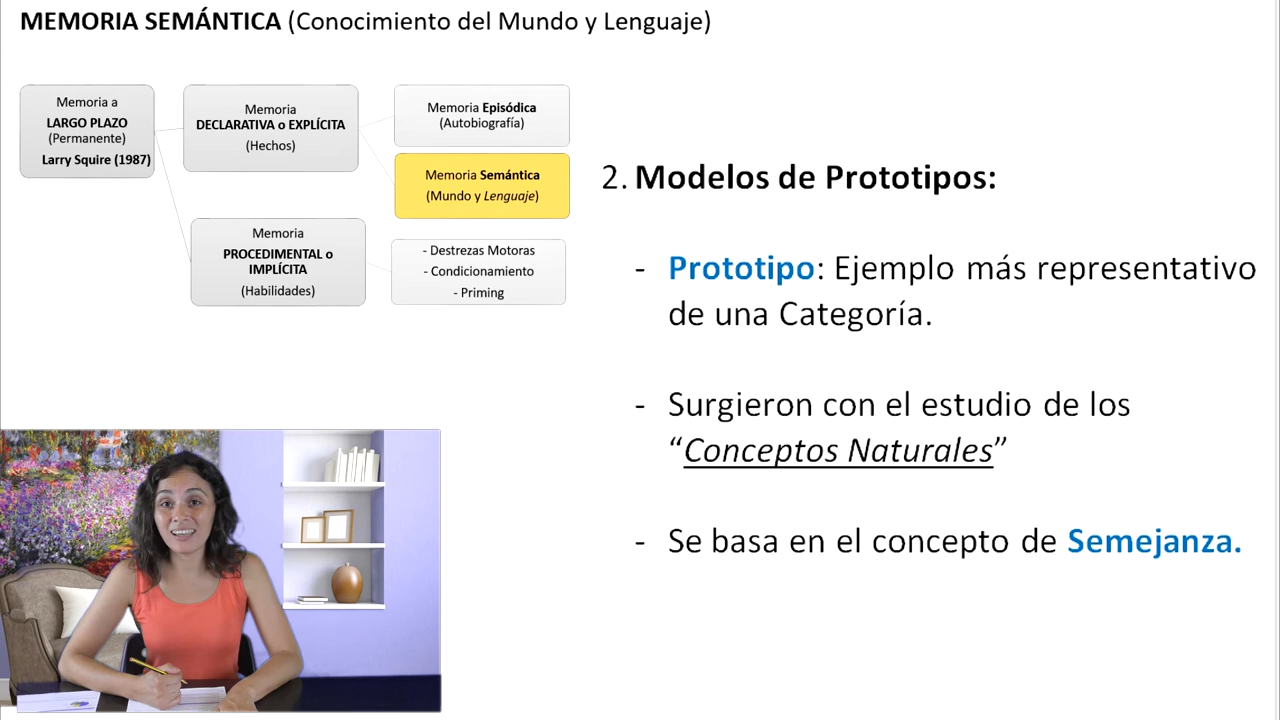 MEMORIA SEMÁNTICA (Conocimiento del Mundo y Lenguaje)
Memoria a
LARGO PLAZO
(Permanente)
Larry Squire (1987)
Memoria
DECLARATIVA o EXPLÍCITA
(Hechos)
Memoria Episódica
(Autobiografía)
Memoria Semántica
(Mundo y Lenguaje)
Memoria
PROCEDIMENTAL o
IMPLÍCITA
(Habilidades)
- Destrezas Motoras
- Condicionamiento
- Priming
2. Modelos de Prototipos:
- Prototipo: Ejemplo más representativo
de una Categoría.
- Surgieron con el estudio de los
“Conceptos Naturales”
- Se basa en el concepto de Semejanza.